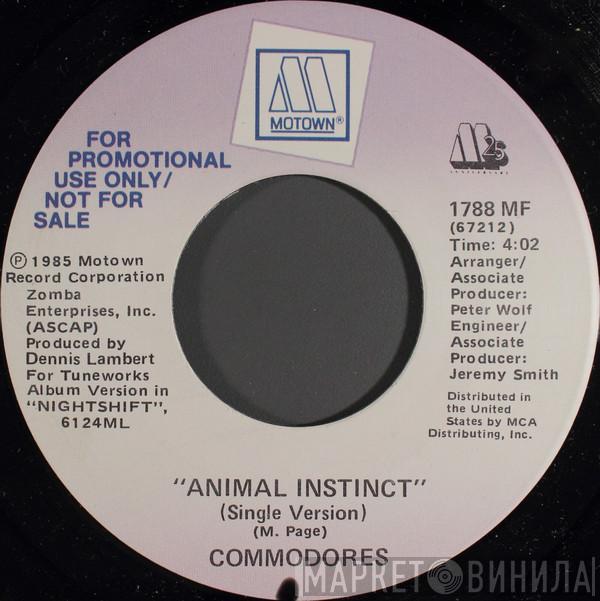 MOTOWN®
FOR
PROMOTIONAL
USE ONLY/
NOT FOR
SALE
M25
ANNIVERSARY
℗ 1985 Motown
Record Corporation
Zomba
Enterprises, Inc.
(ASCAP)
Produced by
Dennis Lambert
For Tuneworks
Album Version in
"NIGHTSHIFT",
6124ML
1788 MF
(67212)
Time: 4:02
Arranger/
Associate
Producer:
Peter Wolf
Engineer/
Associate
Producer:
Jeremy Smith
Distributed in
the United
States by MCA
Distributing, Inc.
"ANIMAL INSTINCT"
(Single Version)
(M. Page)
COMMODORES
МАРКЕТ ВИНИЛА